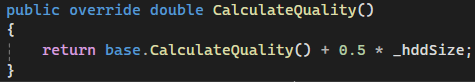 public override double CalculateQuality()
{
    return base.CalculateQuality() + 0.5 * _hddSize;
}